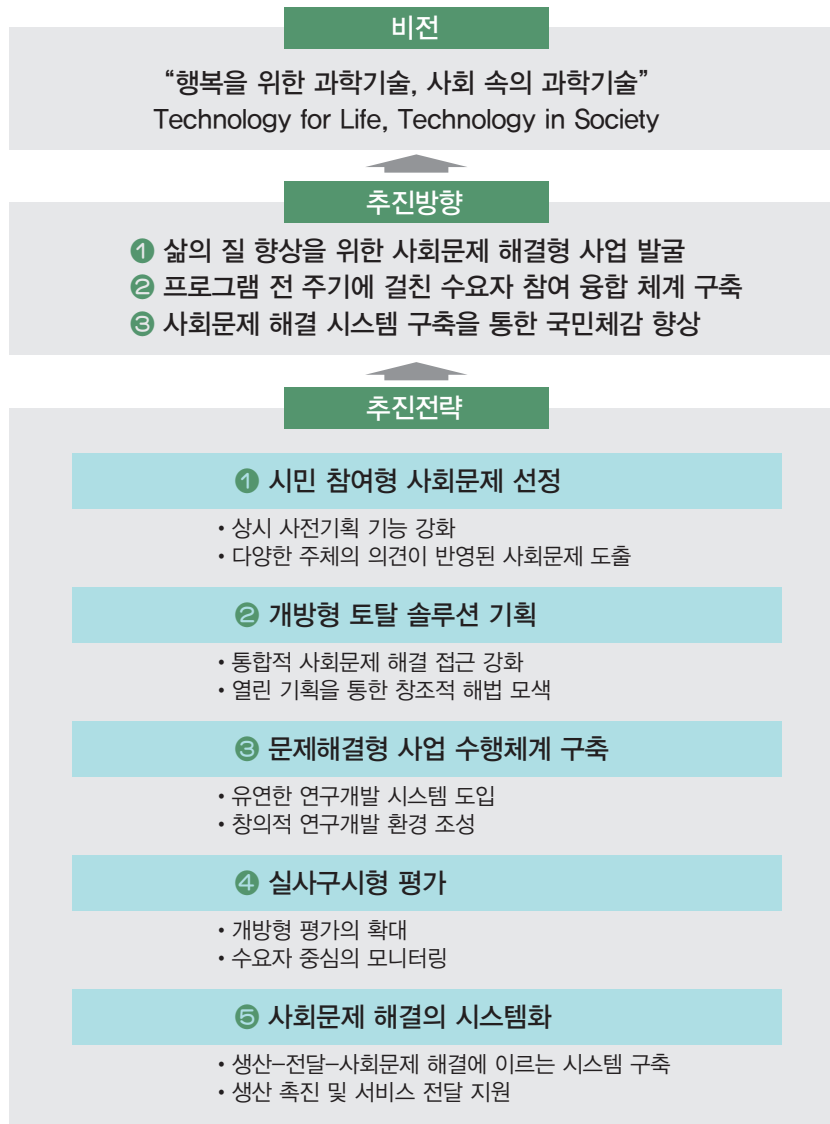 비전
“행복을 위한 과학기술, 사회 속의 과학기술”
Technology for Life, Technology in Society
추진방향
❶ 삶의 질 향상을 위한 사회문제 해결형 사업 발굴
❷ 프로그램 전 주기에 걸친 수요자 참여 융합 체계 구축
❸ 사회문제 해결 시스템 구축을 통한 국민체감 향상
추진전략
❶ 시민 참여형 사회문제 선정
• 상시 사전기획 기능 강화
• 다양한 주체의 의견이 반영된 사회문제 도출
❷ 개방형 토탈 솔루션 기획
• 통합적 사회문제 해결 접근 강화
• 열린 기획을 통한 창조적 해법 모색
❸ 문제해결형 사업 수행체계 구축
• 유연한 연구개발 시스템 도입
• 창의적 연구개발 환경 조성
❹ 실사구시형 평가
• 개방형 평가의 확대
• 수요자 중심의 모니터링
❺ 사회문제 해결의 시스템화
• 생산–전달–사회문제 해결에 이르는 시스템 구축
• 생산 촉진 및 서비스 전달 지원